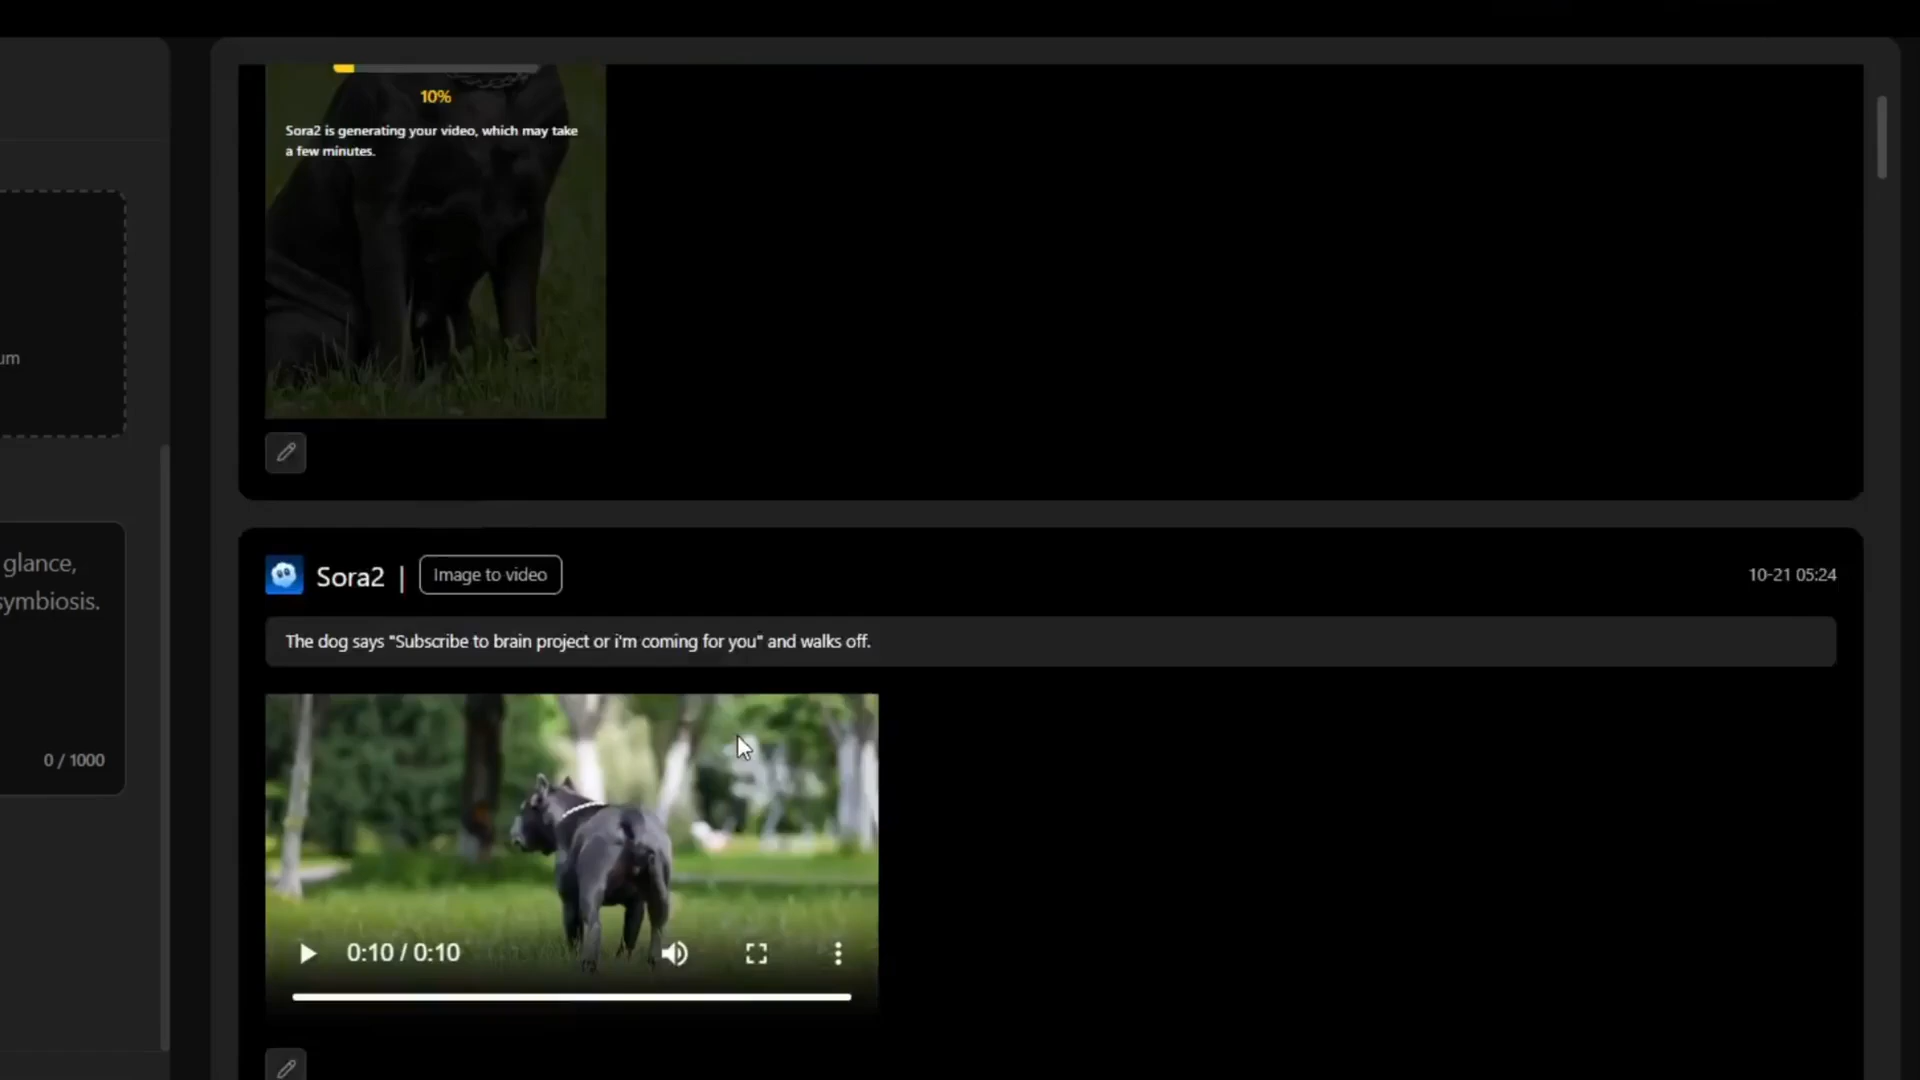 10%
Sora2 is generating your video, which may take
a few minutes.
um
glance,
symbiosis.
0 / 1000
Sora2 | Image to video
10-21 05:24
The dog says "Subscribe to brain project or i'm coming for you" and walks off.
0:10 / 0:10